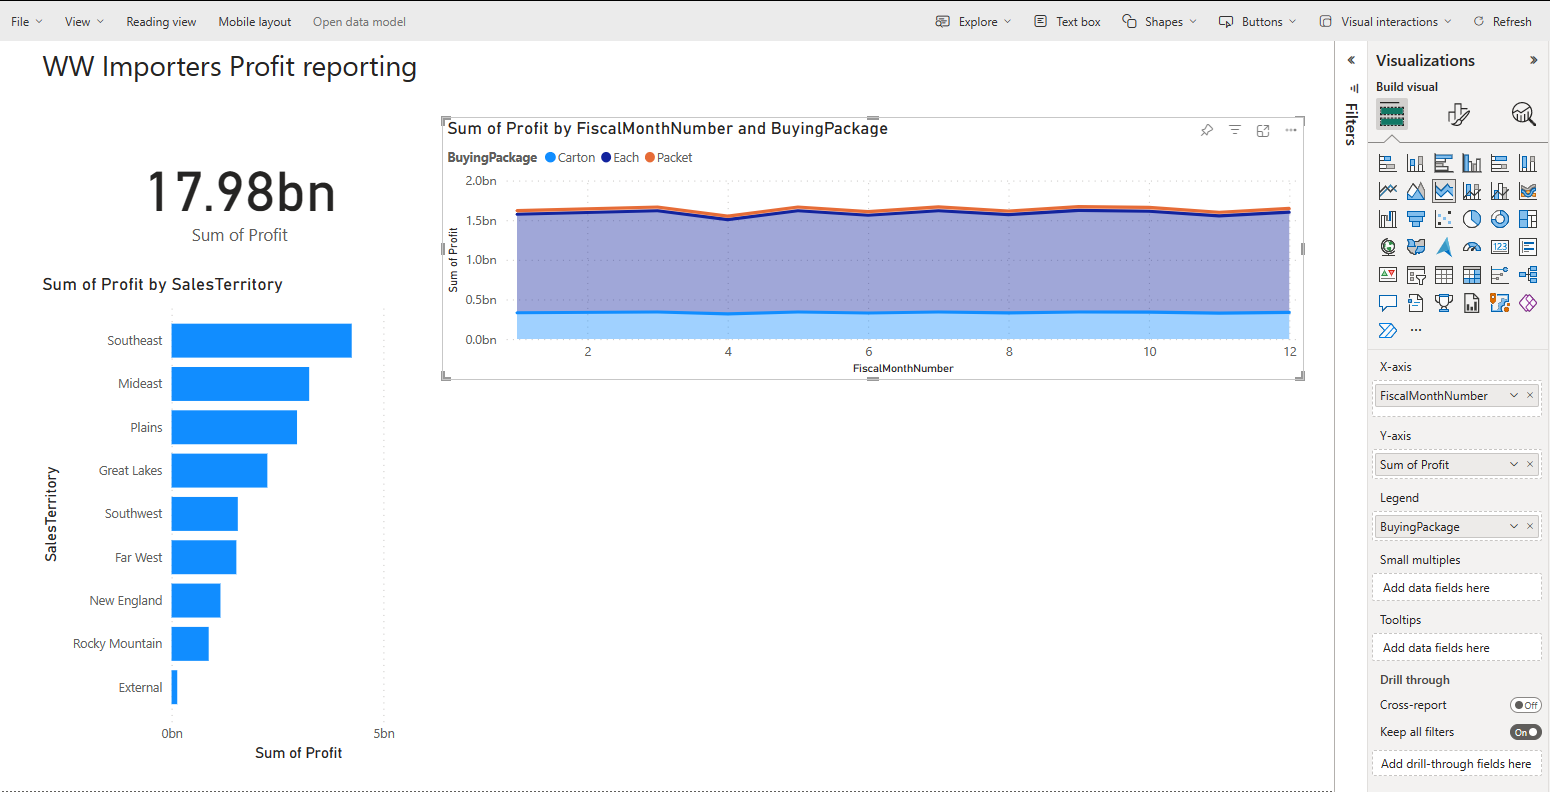 File View Reading view Mobile layout Open data model Explore Text box Shapes Buttons Visual interactions Refresh
WW Importers Profit reporting
17.98bn
Sum of Profit
Sum of Profit by SalesTerritory
SalesTerritory
Southeast
Mideast
Plains
Great Lakes
Southwest
Far West
New England
Rocky Mountain
External
0bn 5bn
Sum of Profit
Sum of Profit by FiscalMonthNumber and BuyingPackage
BuyingPackage Carton Each Packet
Sum of Profit
2.0bn
1.5bn
1.0bn
0.5bn
0.0bn
2 4 6 8 10 12
FiscalMonthNumber
Filters
Visualizations
Build visual
123
X-axis
FiscalMonthNumber
Y-axis
Sum of Profit
Legend
BuyingPackage
Small multiples
Add data fields here
Tooltips
Add data fields here
Drill through
Cross-report Off
Keep all filters On
Add drill-through fields here